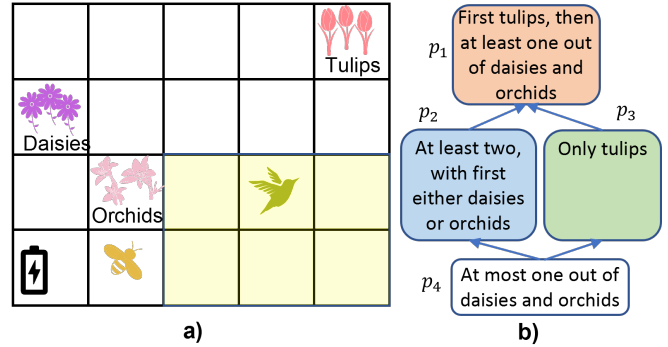 Tulips
Daisies
Orchids
a)
p₁
First tulips, then
at least one out
of daisies and
orchids
p₂
At least two,
with first
either daisies
or orchids
p₃
Only tulips
p₄
At most one out of
daisies and orchids
b)